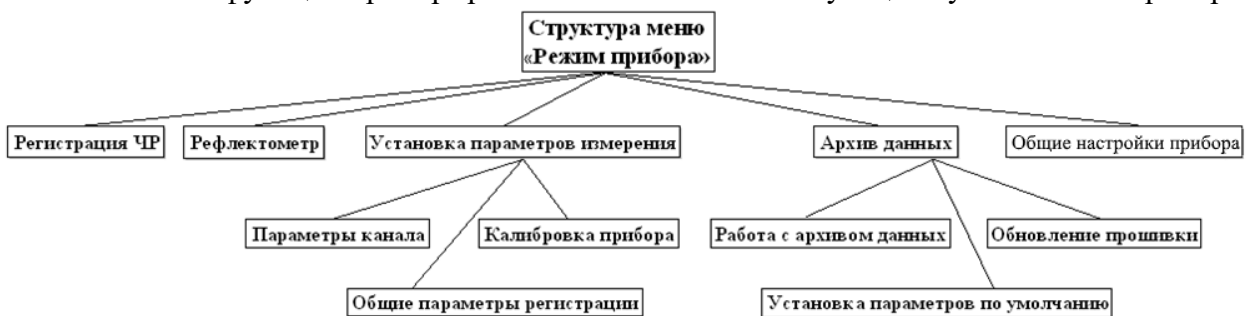 Структура меню
«Режим прибора»
Регистрация ЧР
Рефлектометр
Установка параметров измерения
Архив данных
Общие настройки прибора
Параметры канала
Калибровка прибора
Работа с архивом данных
Обновление прошивки
Общие параметры регистрации
Установка параметров по умолчанию